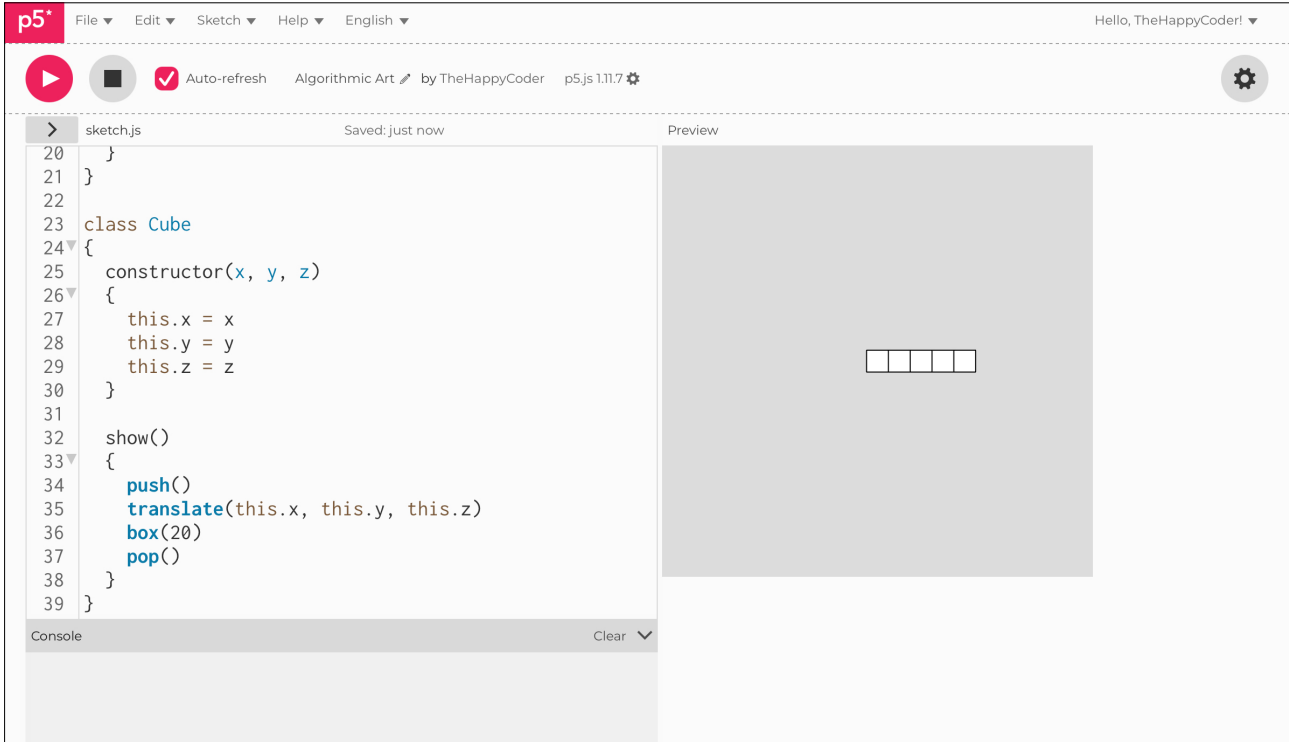 p5* File Edit Sketch Help English Hello, TheHappyCoder!
Auto-refresh Algorithmic Art by TheHappyCoder p5.js 1.11.7
sketch.js Saved: just now Preview
20   }
21 }
22
23 class Cube
24 {
25   constructor(x, y, z)
26   {
27     this.x = x
28     this.y = y
29     this.z = z
30   }
31
32   show()
33   {
34     push()
35     translate(this.x, this.y, this.z)
36     box(20)
37     pop()
38   }
39 }
Console Clear